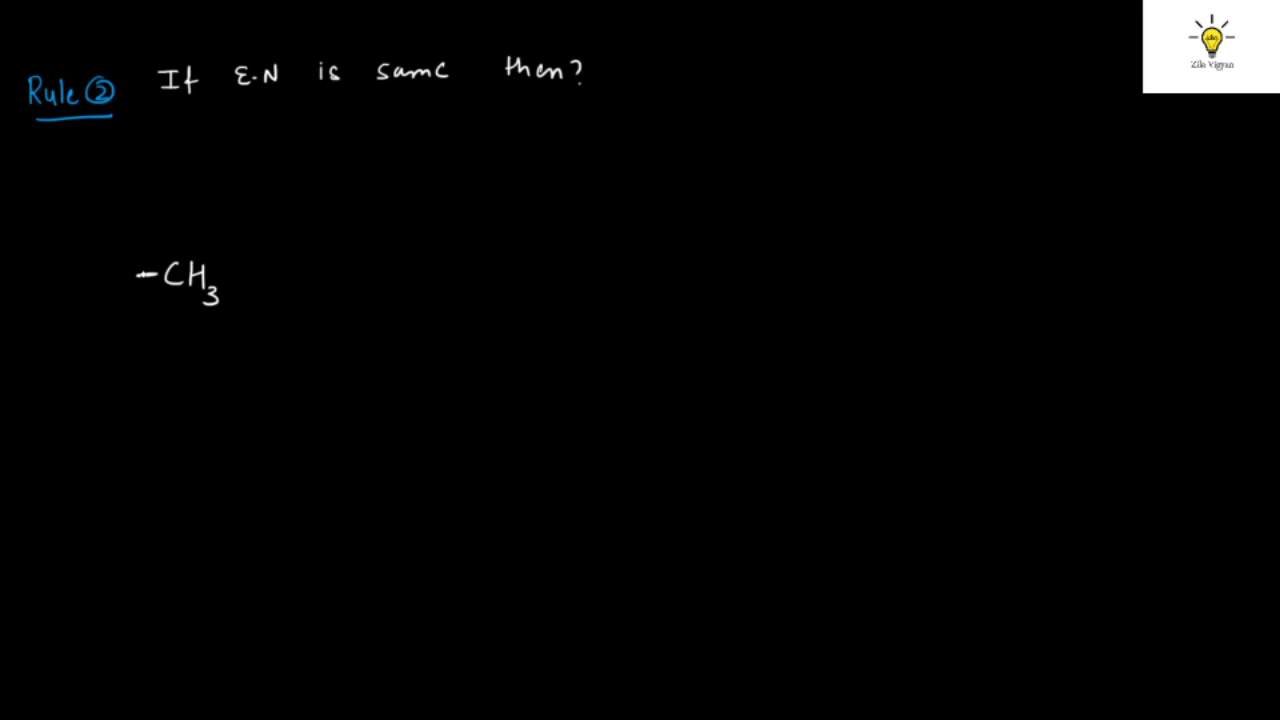 Rule ② If E.N is same then?
-CH₃
Zila Vigyan